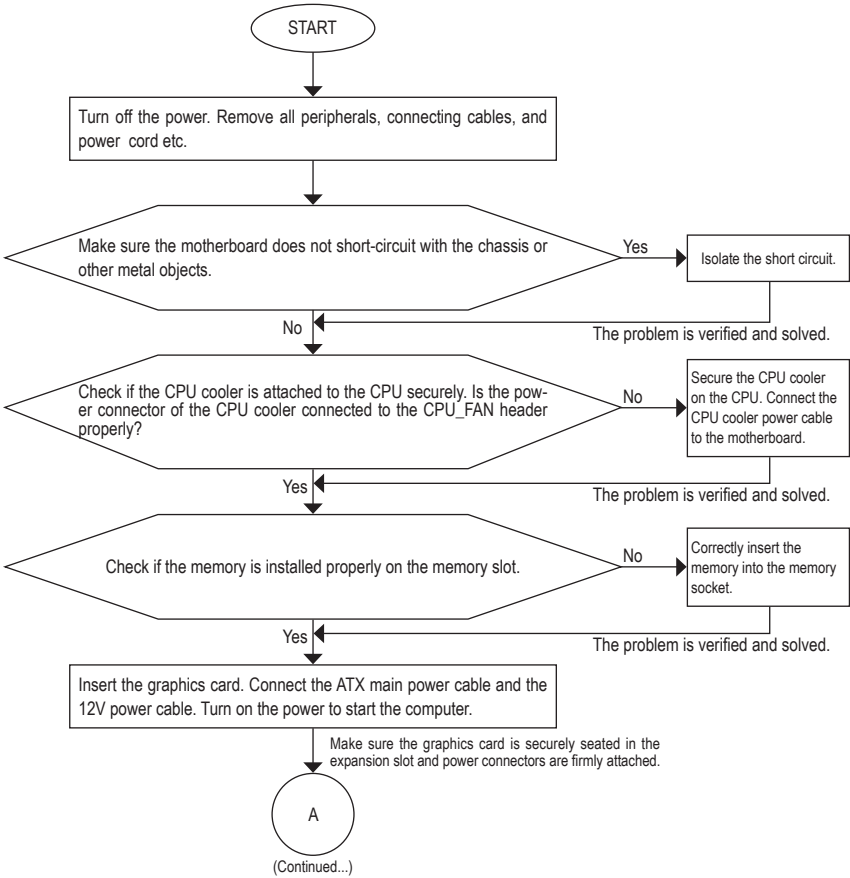 START
Turn off the power. Remove all peripherals, connecting cables, and
power cord etc.
Make sure the motherboard does not short-circuit with the chassis or
other metal objects.
Yes
Isolate the short circuit.
No
The problem is verified and solved.
Check if the CPU cooler is attached to the CPU securely. Is the pow-
er connector of the CPU cooler connected to the CPU_FAN header
properly?
No
Secure the CPU cooler
on the CPU. Connect the
CPU cooler power cable
to the motherboard.
Yes
The problem is verified and solved.
Check if the memory is installed properly on the memory slot.
No
Correctly insert the
memory into the memory
socket.
Yes
The problem is verified and solved.
Insert the graphics card. Connect the ATX main power cable and the
12V power cable. Turn on the power to start the computer.
Make sure the graphics card is securely seated in the
expansion slot and power connectors are firmly attached.
A
(Continued...)